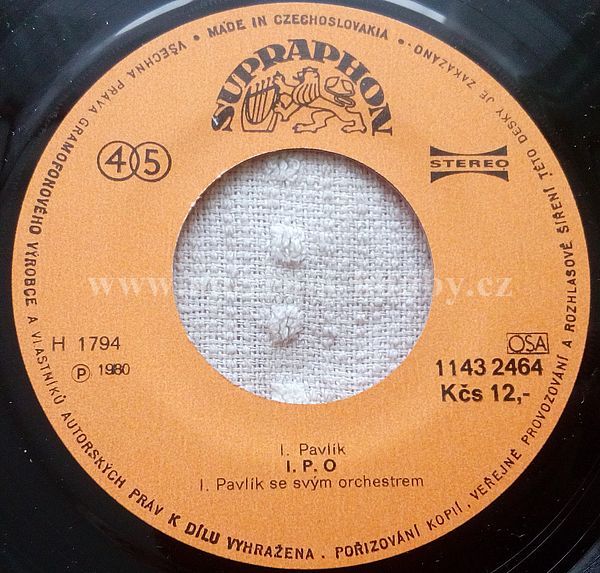 VŠECHNA PRÁVA GRAMOFONOVÉHO VÝROBCE A VLASTNÍKŮ AUTORSKÝCH PRÁV K DÍLU VYHRAŽENA. POŘIZOVÁNÍ KOPIÍ, VEŘEJNÉ PROVOZOVÁNÍ A ROZHLASOVÉ ŠÍŘENÍ TÉTO DESKY JE ZAKÁZÁNO.
• MADE IN CZECHOSLOVAKIA •
SUPRAPHON
45
STEREO
H 1794
OSA
℗ 1980
1143 2464
Kčs 12,-
I. Pavlík
I. P. O
I. Pavlík se svým orchestrem